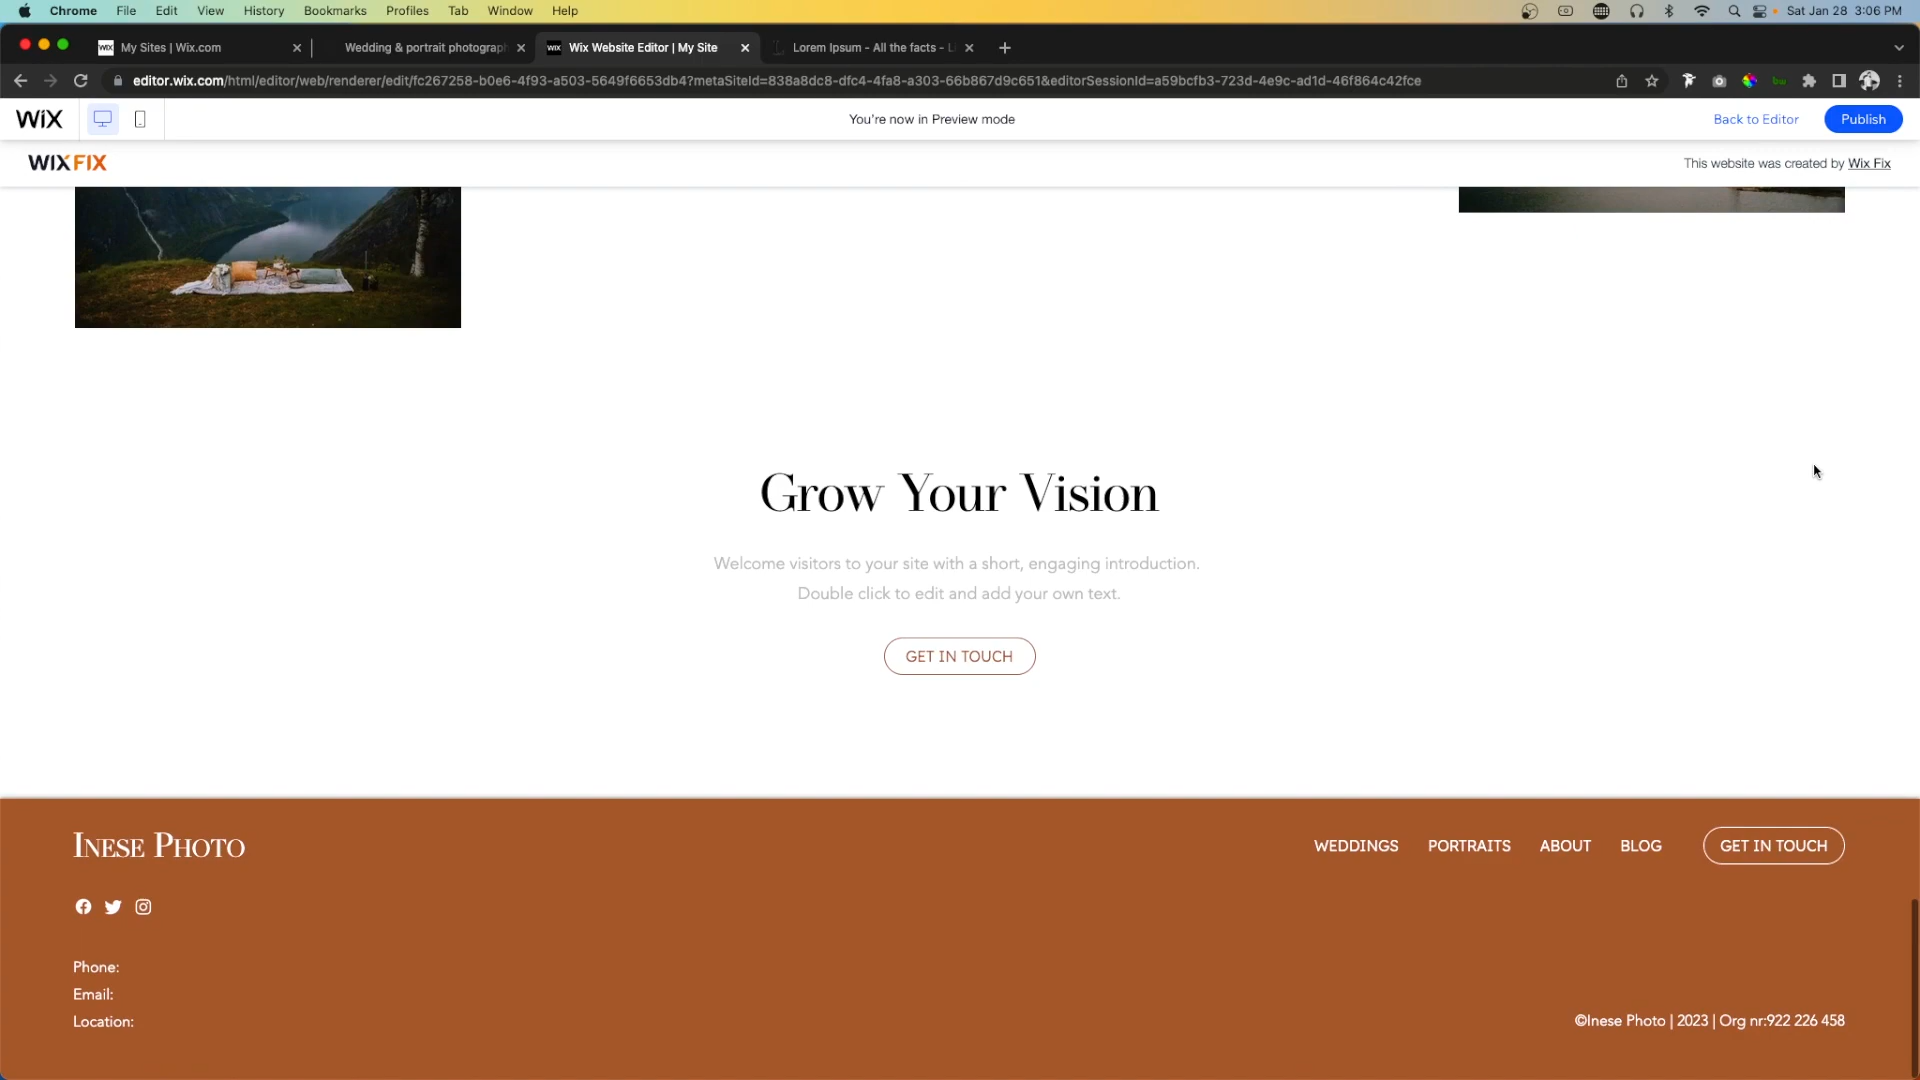 Chrome File Edit View History Bookmarks Profiles Tab Window Help Sat Jan 28 3:06 PM
My Sites | Wix.com Wedding & portrait photograph Wix Website Editor | My Site Lorem Ipsum - All the facts - Li
editor.wix.com/html/editor/web/renderer/edit/fc267258-b0e6-4f93-a503-5649f6653db4?metaSiteId=838a8dc8-dfc4-4fa8-a303-66b867d9c651&editorSessionId=a59bcfb3-723d-4e9c-ad1d-46f864c42fce
WiX You're now in Preview mode Back to Editor Publish
WIXFIX This website was created by Wix Fix
Grow Your Vision
Welcome visitors to your site with a short, engaging introduction.
Double click to edit and add your own text.
GET IN TOUCH
INESE PHOTO WEDDINGS PORTRAITS ABOUT BLOG GET IN TOUCH
Phone:
Email:
Location:
©Inese Photo | 2023 | Org nr:922 226 458